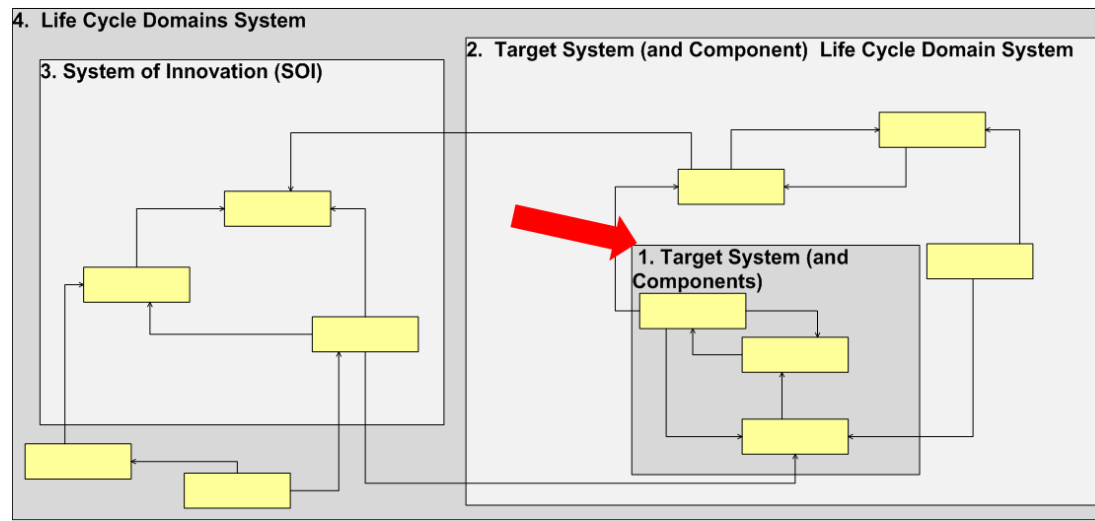 4.  Life Cycle Domains System
2.  Target System (and Component)  Life Cycle Domain System
3. System of Innovation (SOI)
1. Target System (and
Components)